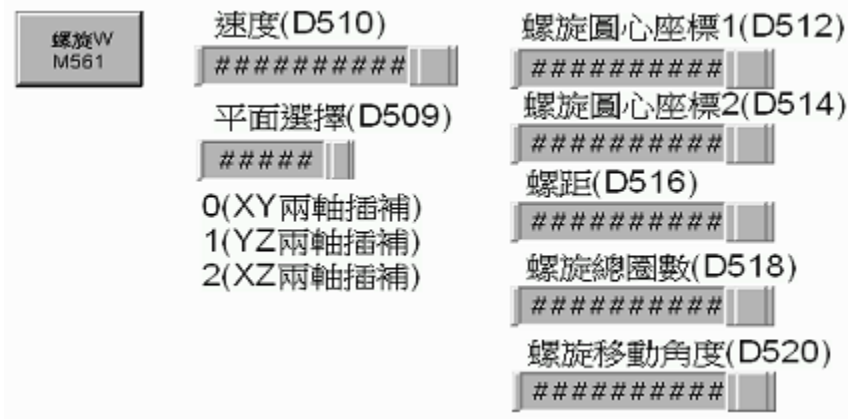 螺旋W
M561
速度(D510)
##########
平面選擇(D509)
#####
0(XY兩軸插補)
1(YZ兩軸插補)
2(XZ兩軸插補)
螺旋圓心座標1(D512)
##########
螺旋圓心座標2(D514)
##########
螺距(D516)
##########
螺旋總圈數(D518)
##########
螺旋移動角度(D520)
##########